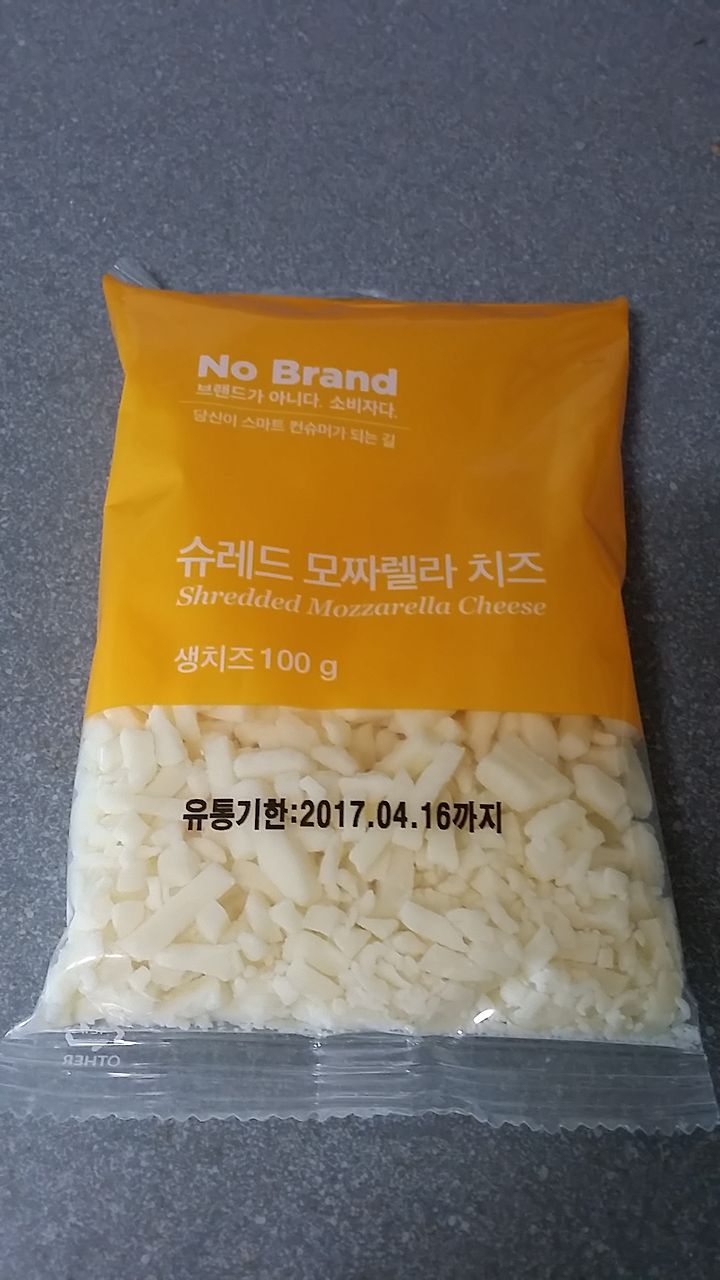 No Brand
브랜드가 아니다. 소비자다.
당신이 스마트 컨슈머가 되는 길
슈레드 모짜렐라 치즈
Shredded Mozzarella Cheese
생치즈100 g
유통기한:2017.04.16까지
OTHER